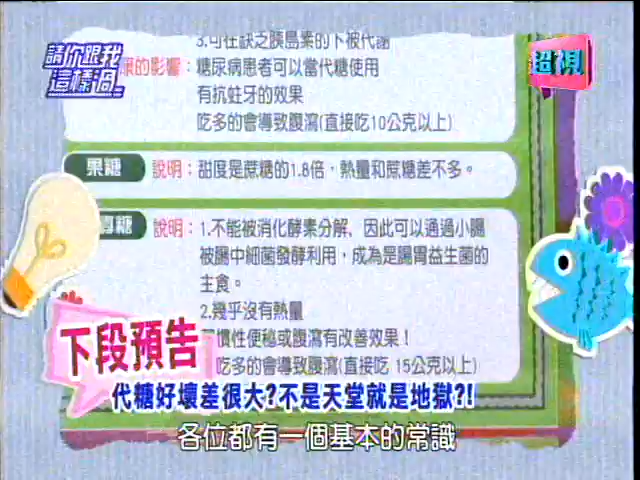 請你跟我
這樣過
超視
3.可在缺乏胰島素的下被代謝
的影響：糖尿病患者可以當代糖使用
有抗蛀牙的效果
吃多的會導致腹瀉(直接吃10公克以上)
果糖 說明：甜度是蔗糖的1.8倍，熱量和蔗糖差不多。
糖 說明：1.不能被消化酵素分解、因此可以通過小腸
被腸中細菌發酵利用，成為是腸胃益生菌的
主食。
2.幾乎沒有熱量
慣性便秘或腹瀉有改善效果！
吃多的會導致腹瀉(直接吃 15公克以上)
下段預告
代糖好壞差很大?不是天堂就是地獄?!
各位都有一個基本的常識